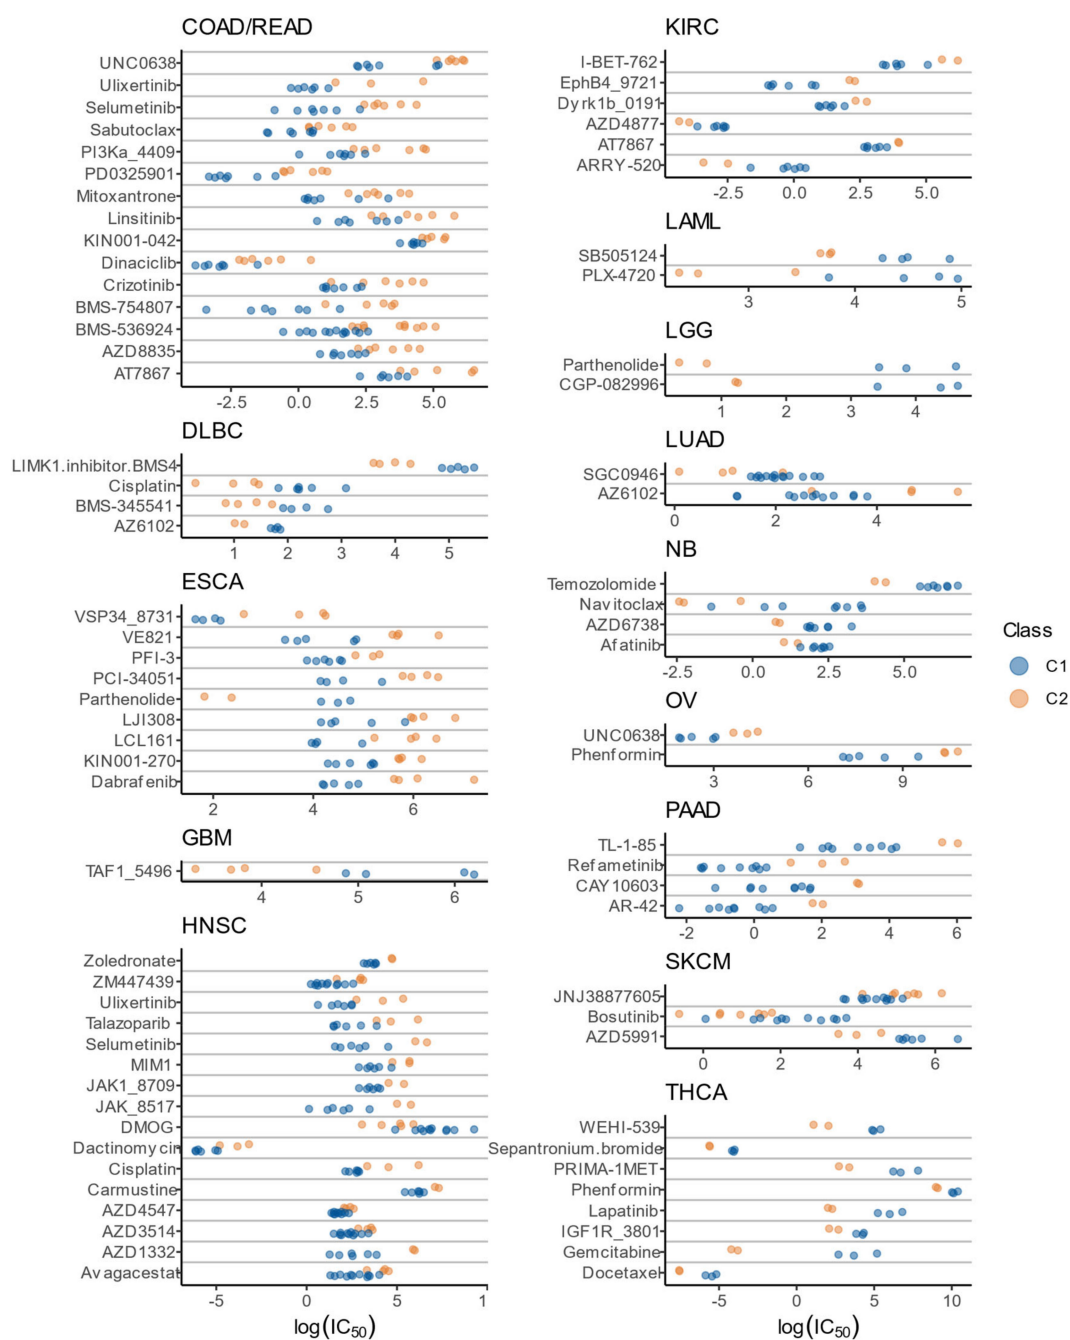 COAD/READ
UNC0638
Ulixertinib
Selumetinib
Sabutoclax
PI3Ka_4409
PD0325901
Mitoxantrone
Linsitinib
KIN001-042
Dinaciclib
Crizotinib
BMS-754807
BMS-536924
AZD8835
AT7867
-2.5 0.0 2.5 5.0
DLBC
LIMK1.inhibitor.BMS4
Cisplatin
BMS-345541
AZ6102
1 2 3 4 5
ESCA
VSP34_8731
VE821
PFI-3
PCI-34051
Parthenolide
LJI308
LCL161
KIN001-270
Dabrafenib
2 4 6
GBM
TAF1_5496
4 5 6
HNSC
Zoledronate
ZM447439
Ulixertinib
Talazoparib
Selumetinib
MIM1
JAK1_8709
JAK_8517
DMOG
Dactinomycin
Cisplatin
Carmustine
AZD4547
AZD3514
AZD1332
Avagacestat
-5 0 5 1
log(IC50)
KIRC
I-BET-762
EphB4_9721
Dyrk1b_0191
AZD4877
AT7867
ARRY-520
-2.5 0.0 2.5 5.0
LAML
SB505124
PLX-4720
3 4 5
LGG
Parthenolide
CGP-082996
1 2 3 4
LUAD
SGC0946
AZ6102
0 2 4
NB
Temozolomide
Navitoclax
AZD6738
Afatinib
-2.5 0.0 2.5 5.0
OV
UNC0638
Phenformin
3 6 9
PAAD
TL-1-85
Refametinib
CAY10603
AR-42
-2 0 2 4 6
SKCM
JNJ38877605
Bosutinib
AZD5991
0 2 4 6
THCA
WEHI-539
Sepantronium.bromide
PRIMA-1MET
Phenformin
Lapatinib
IGF1R_3801
Gemcitabine
Docetaxel
-5 0 5 10
log(IC50)
Class
C1
C2